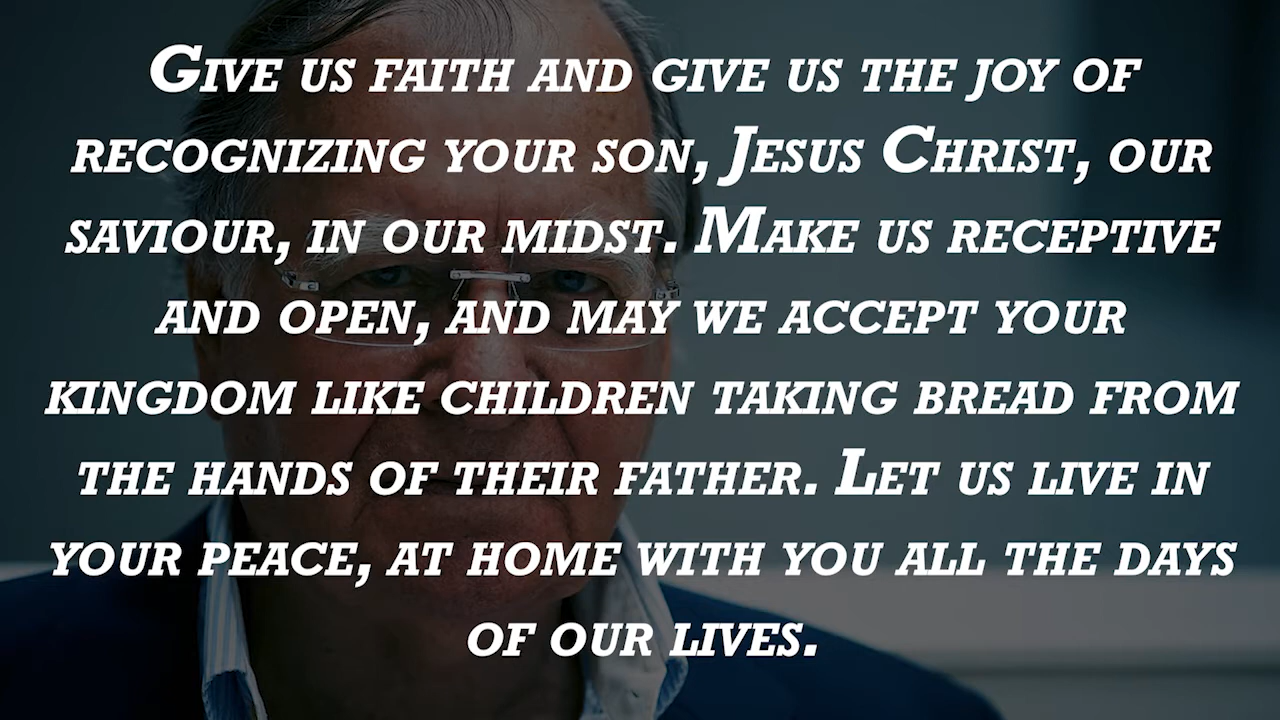 Give us faith and give us the joy of
recognizing your son, Jesus Christ, our
saviour, in our midst. Make us receptive
and open, and may we accept your
kingdom like children taking bread from
the hands of their father. Let us live in
your peace, at home with you all the days
of our lives.